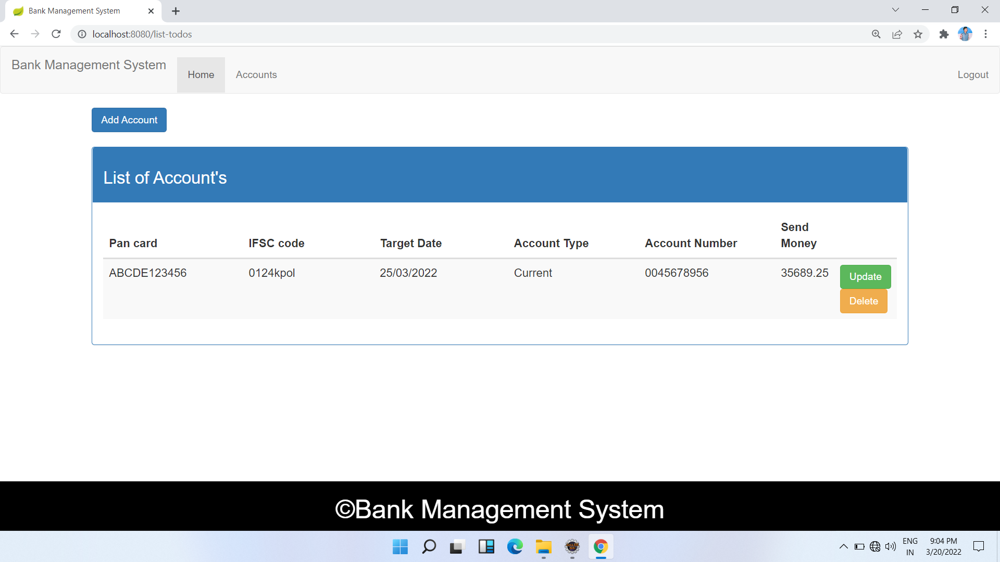 Bank Management System
localhost:8080/list-todos
Bank Management System
Home
Accounts
Logout
Add Account
List of Account's
Pan card
IFSC code
Target Date
Account Type
Account Number
Send
Money
ABCDE123456
0124kpol
25/03/2022
Current
0045678956
35689.25
Update
Delete
©Bank Management System
ENG
IN
9:04 PM
3/20/2022